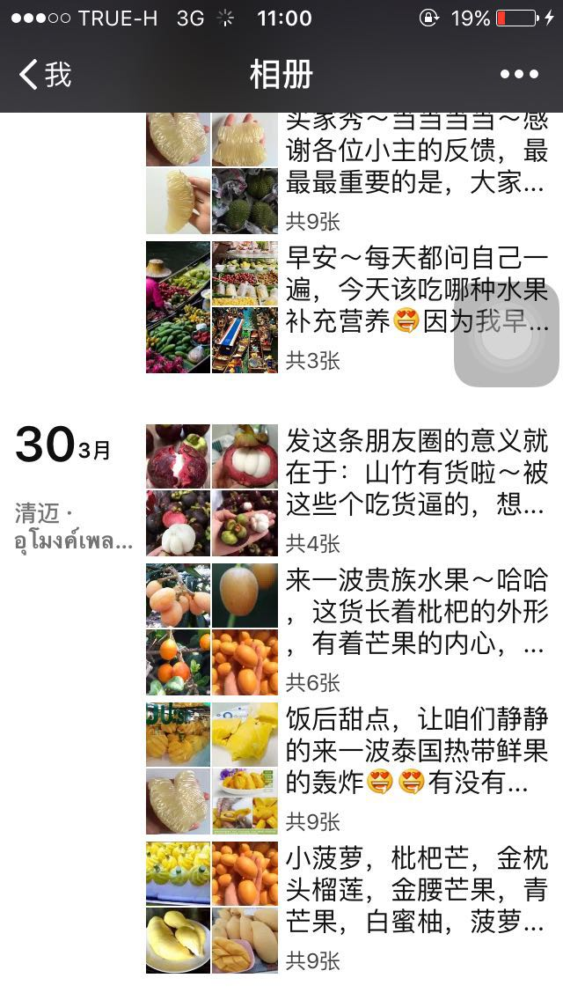 TRUE-H 3G 11:00 19%
我 相册
买家秀～当当当当～感
谢各位小主的反馈，最
最最重要的是，大家...
共9张
早安～每天都问自己一
遍，今天该吃哪种水果
补充营养😍因为我早...
共3张
30 3月
清迈 ·
อุโมงค์เพล...
发这条朋友圈的意义就
在于：山竹有货啦～被
这些个吃货逼的，想...
共4张
来一波贵族水果～哈哈
，这货长着枇杷的外形
，有着芒果的内心，...
共6张
饭后甜点，让咱们静静
的来一波泰国热带鲜果
的轰炸😍😍有没有...
共9张
小菠萝，枇杷芒，金枕
头榴莲，金腰芒果，青
芒果，白蜜柚，菠萝...
共9张